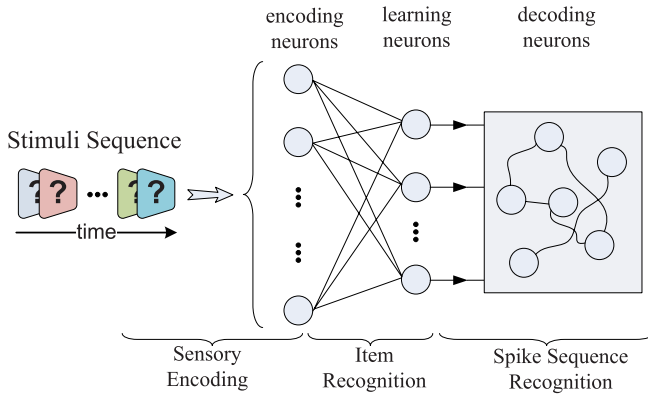 encoding neurons
learning neurons
decoding neurons
Stimuli Sequence
? ? ... ? ?
time
Sensory Encoding
Item Recognition
Spike Sequence Recognition